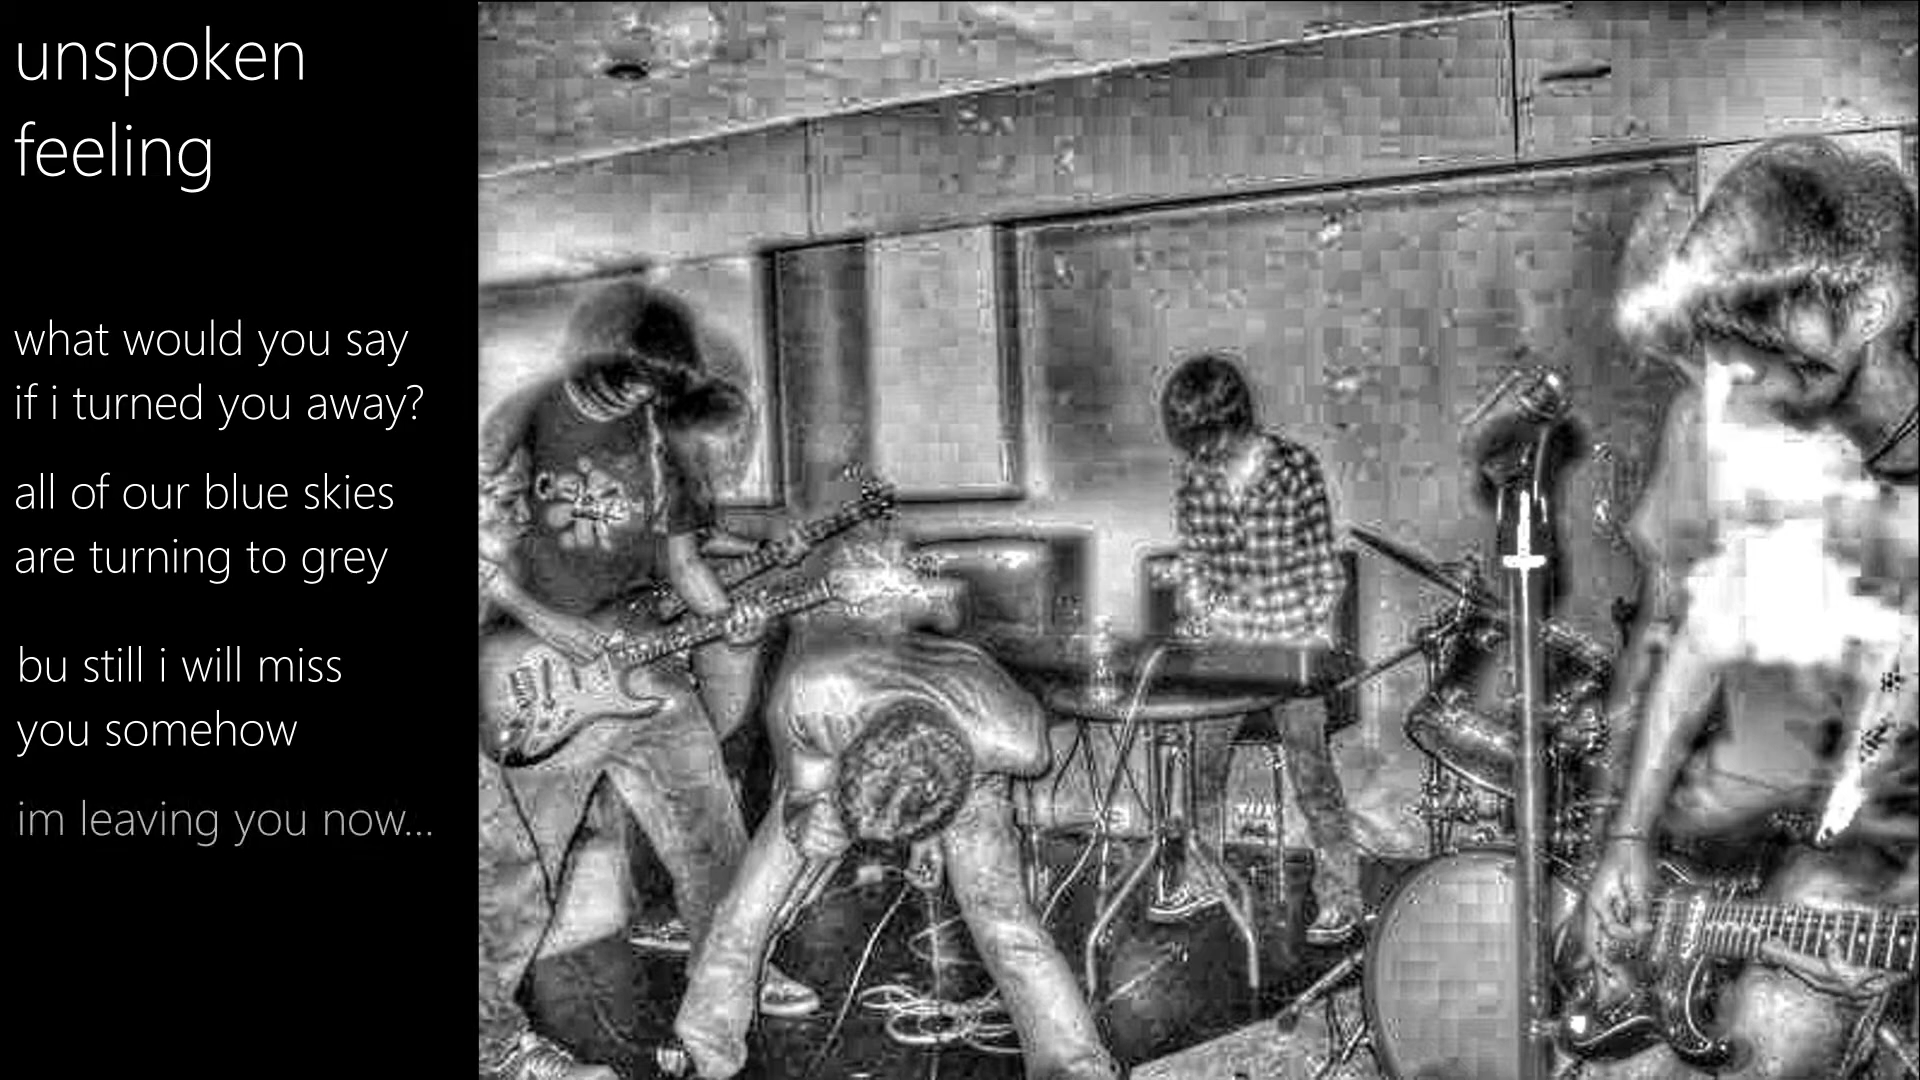 unspoken
feeling
what would you say
if i turned you away?
all of our blue skies
are turning to grey
bu still i will miss
you somehow
im leaving you now...